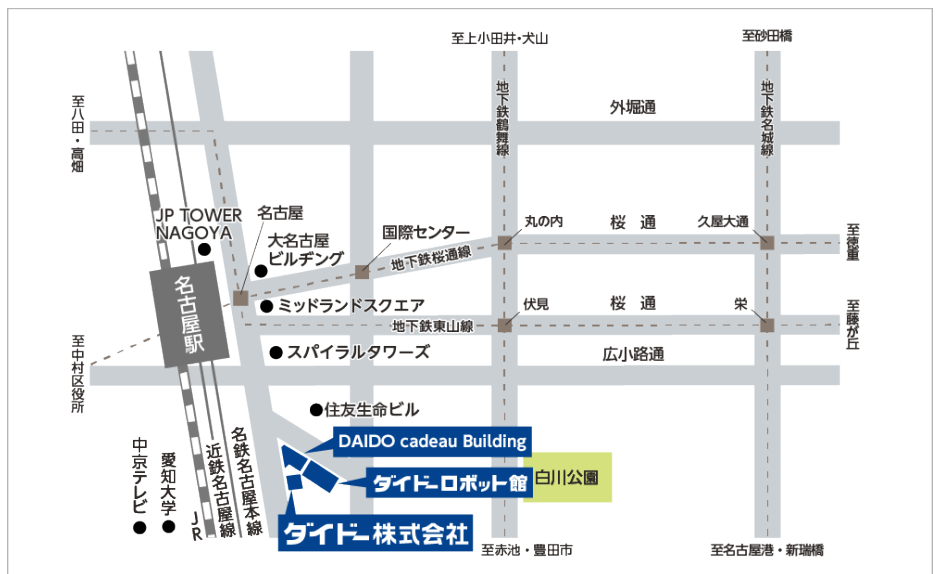 至上小田井・犬山
至砂田橋
至八田・高畑
地下鉄鶴舞線
地下鉄名城線
外堀通
JP TOWER
NAGOYA
名古屋
大名古屋
ビルヂング
国際センター
丸の内
桜 通
久屋大通
至徳重
地下鉄桜通線
名古屋駅
ミッドランドスクエア
伏見
桜 通
栄
至藤が丘
地下鉄東山線
至中村区役所
スパイラルタワーズ
広小路通
住友生命ビル
DAIDO cadeau Building
ダイドーロボット館
白川公園
中京テレビ
愛知大学
JR
近鉄名古屋線
名鉄名古屋本線
ダイドー株式会社
至赤池・豊田市
至名古屋港・新瑞橋